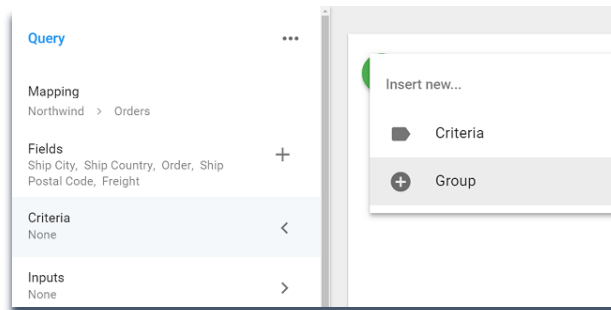 Query
Mapping
Northwind > Orders
Fields
Ship City, Ship Country, Order, Ship
Postal Code, Freight
Criteria
None
Inputs
None
Insert new...
Criteria
Group